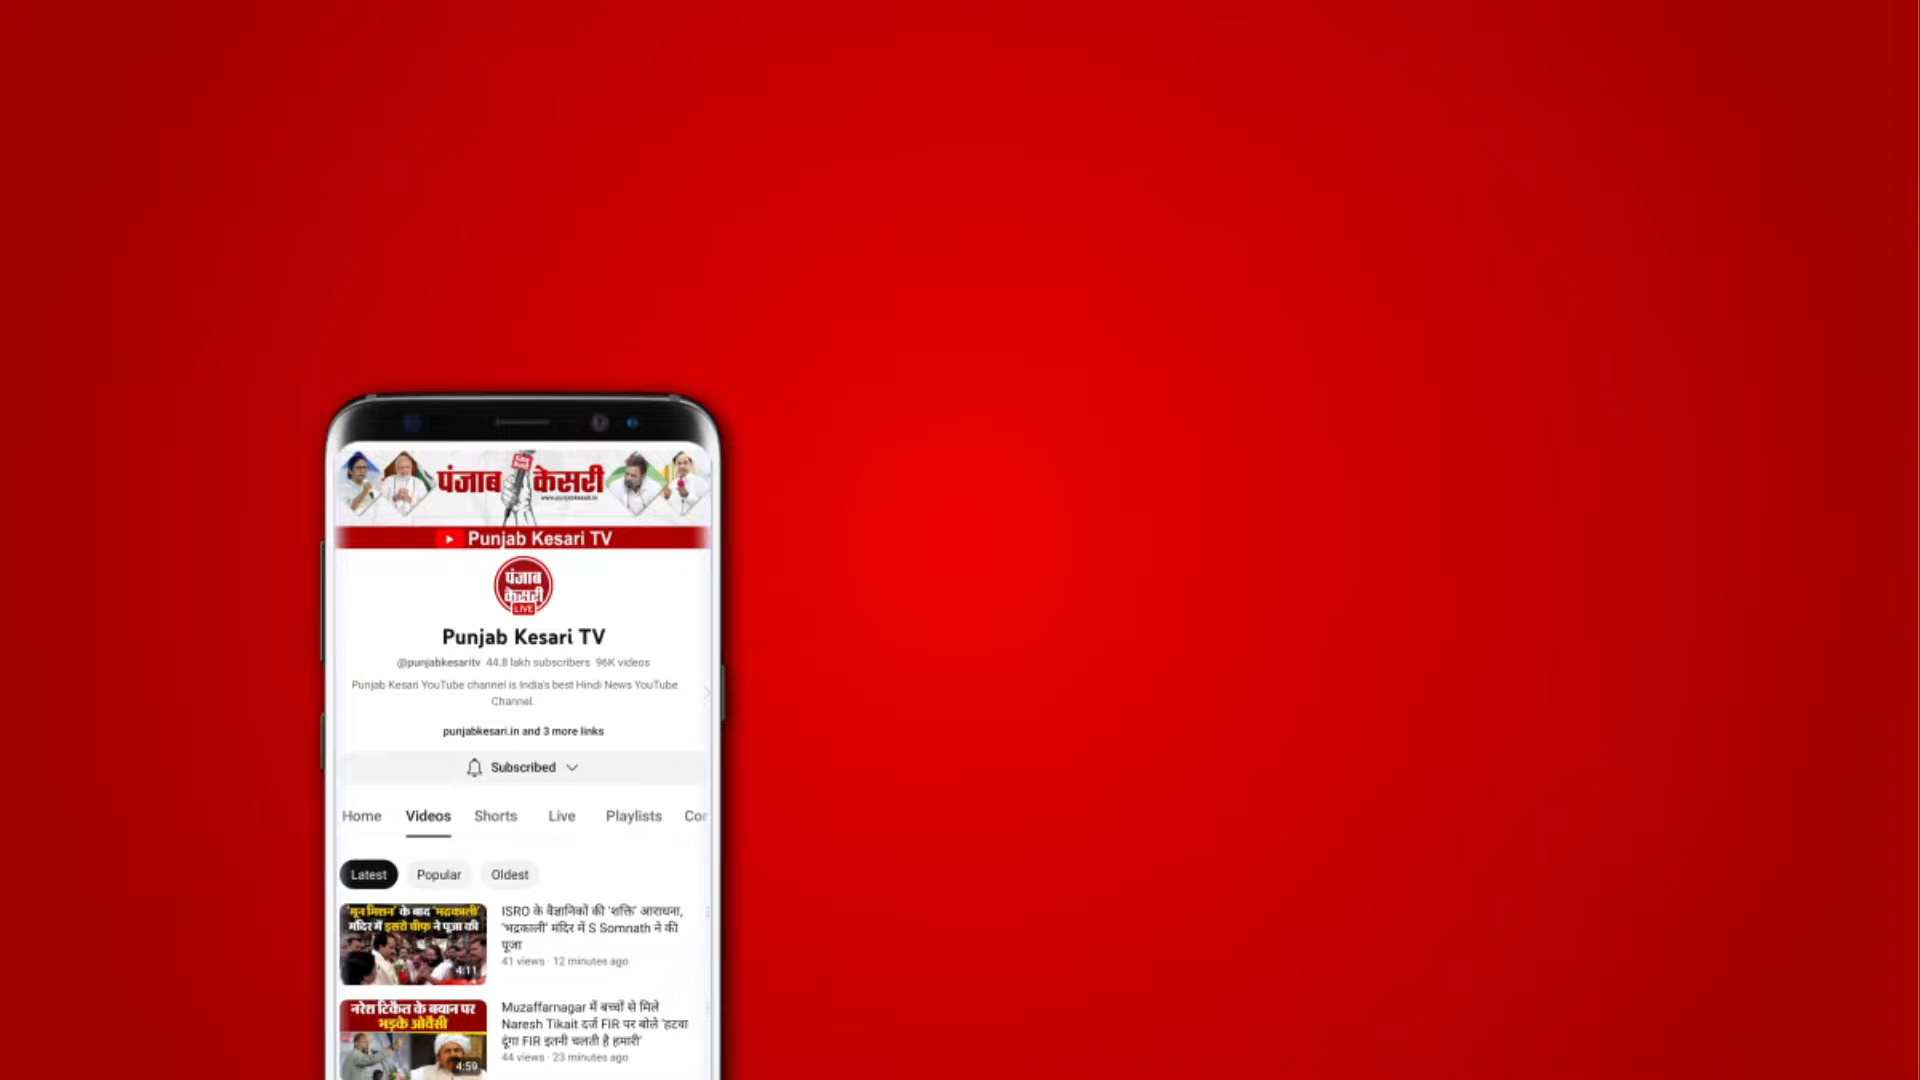 पंजाब केसरी
www.punjabkesari.in
Punjab Kesari TV
पंजाब
केसरी
LIVE
Punjab Kesari TV
@punjabkesaritv 44.8 lakh subscribers 96K videos
Punjab Kesari YouTube channel is India's best Hindi News YouTube
Channel.
punjabkesari.in and 3 more links
Subscribed
Home Videos Shorts Live Playlists Cor
Latest Popular Oldest
'मून मिशन' के बाद 'भद्रकाली'
मंदिर में इसरो चीफ ने पूजा की
4:11
ISRO के वैज्ञानिकों की 'शक्ति' आराधना,
'भद्रकाली' मंदिर में S Somnath ने की
पूजा
41 views · 12 minutes ago
नरेश टिकैत के बयान पर
भड़के ओवैसी
4:59
Muzaffarnagar में बच्चों से मिले
Naresh Tikait दर्ज FIR पर बोले 'हटवा
दूंगा FIR इतनी चलती है हमारी'
44 views · 23 minutes ago